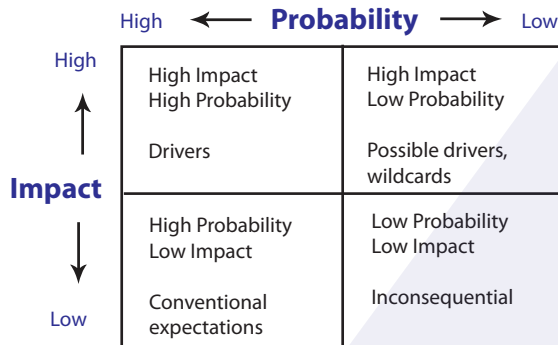 High Probability Low
High
Impact
Low
High Impact
High Probability
Drivers
High Impact
Low Probability
Possible drivers,
wildcards
High Probability
Low Impact
Conventional
expectations
Low Probability
Low Impact
Inconsequential